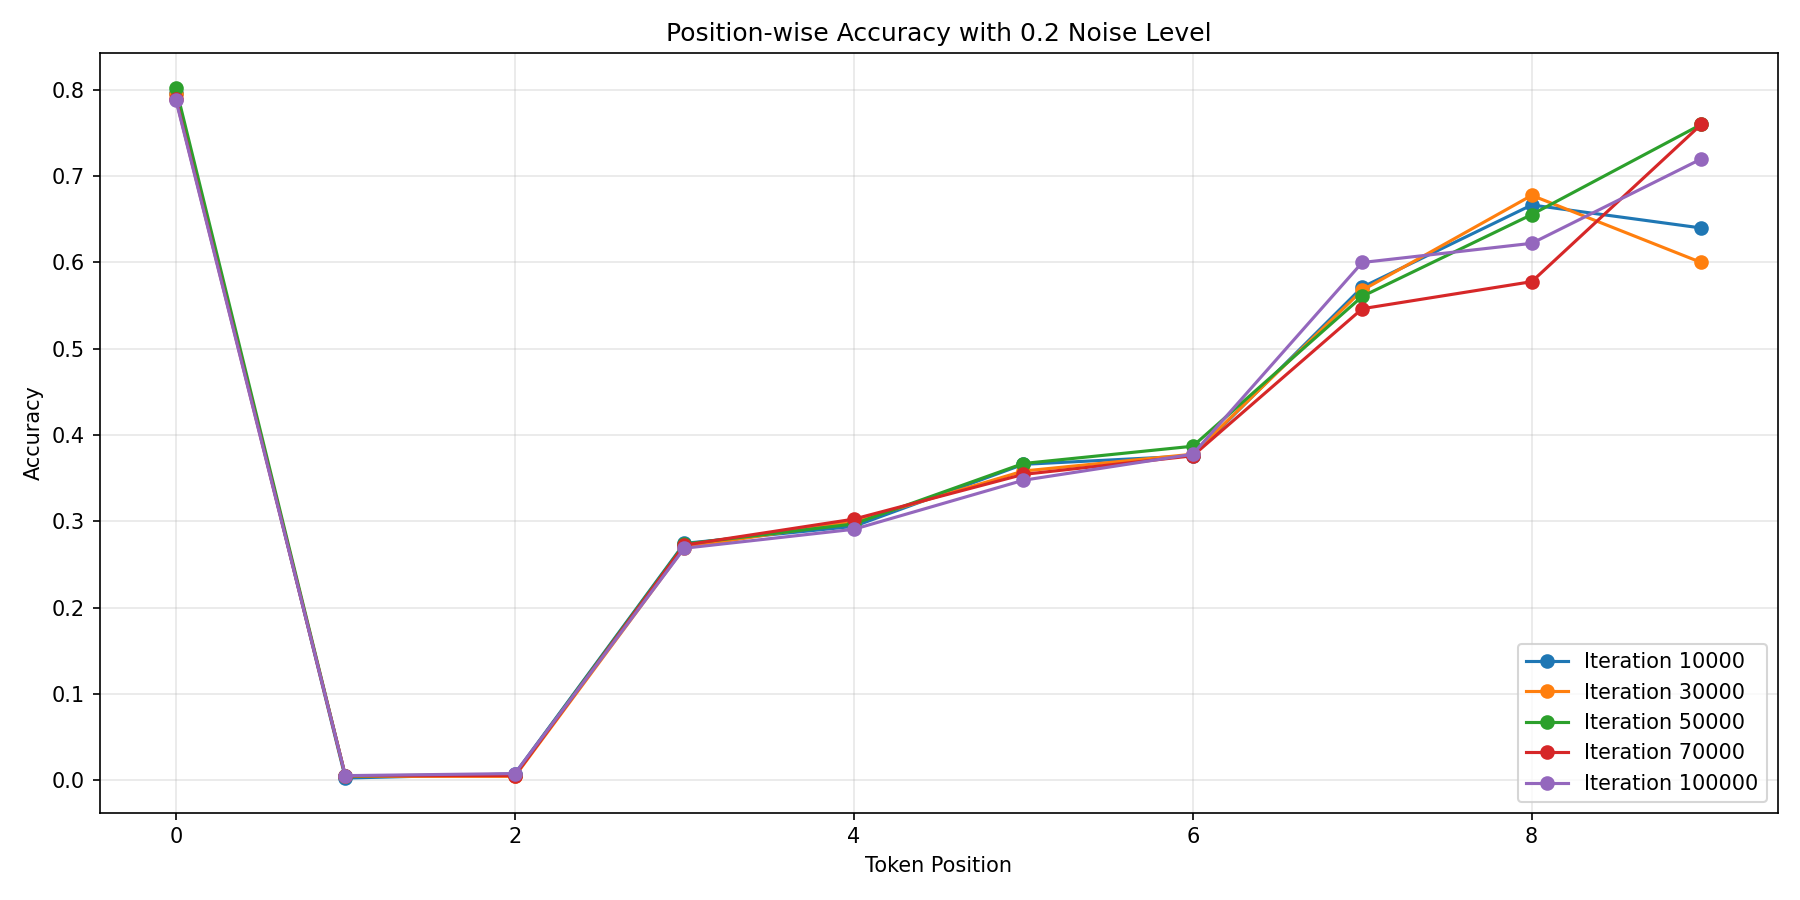 Position-wise Accuracy with 0.2 Noise Level
0.8
0.7
0.6
0.5
0.4
0.3
0.2
0.1
0.0
Accuracy
0 2 4 6 8
Token Position
Iteration 10000
Iteration 30000
Iteration 50000
Iteration 70000
Iteration 100000